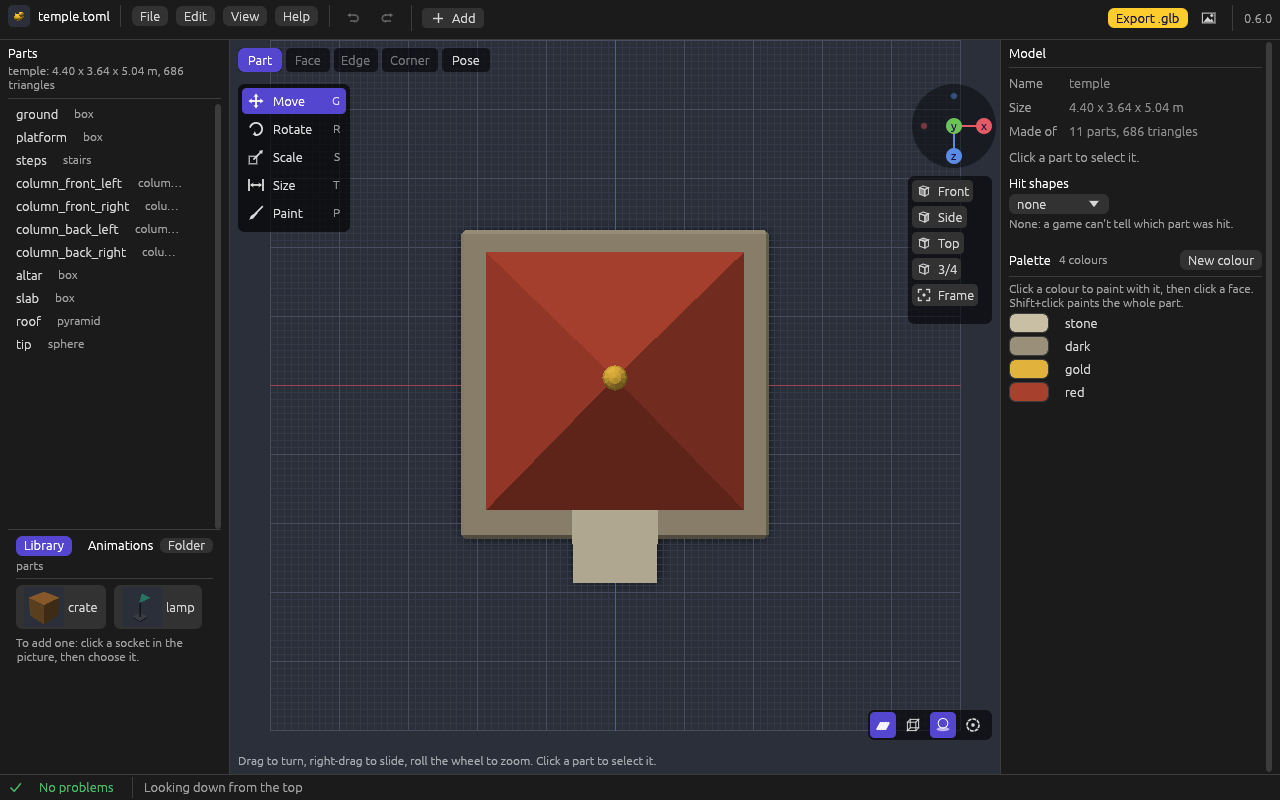 temple.toml File Edit View Help Add Export .glb 0.6.0
Parts
temple: 4.40 x 3.64 x 5.04 m, 686
triangles
ground box
platform box
steps stairs
column_front_left colum…
column_front_right colu…
column_back_left colum…
column_back_right colu…
altar box
slab box
roof pyramid
tip sphere
Library Animations Folder
parts
crate lamp
To add one: click a socket in the
picture, then choose it.
Part Face Edge Corner Pose
Move G
Rotate R
Scale S
Size T
Paint P
y x
z
Front
Side
Top
3/4
Frame
Drag to turn, right-drag to slide, roll the wheel to zoom. Click a part to select it.
Model
Name temple
Size 4.40 x 3.64 x 5.04 m
Made of 11 parts, 686 triangles
Click a part to select it.
Hit shapes
none
None: a game can't tell which part was hit.
Palette 4 colours New colour
Click a colour to paint with it, then click a face.
Shift+click paints the whole part.
stone
dark
gold
red
No problems Looking down from the top